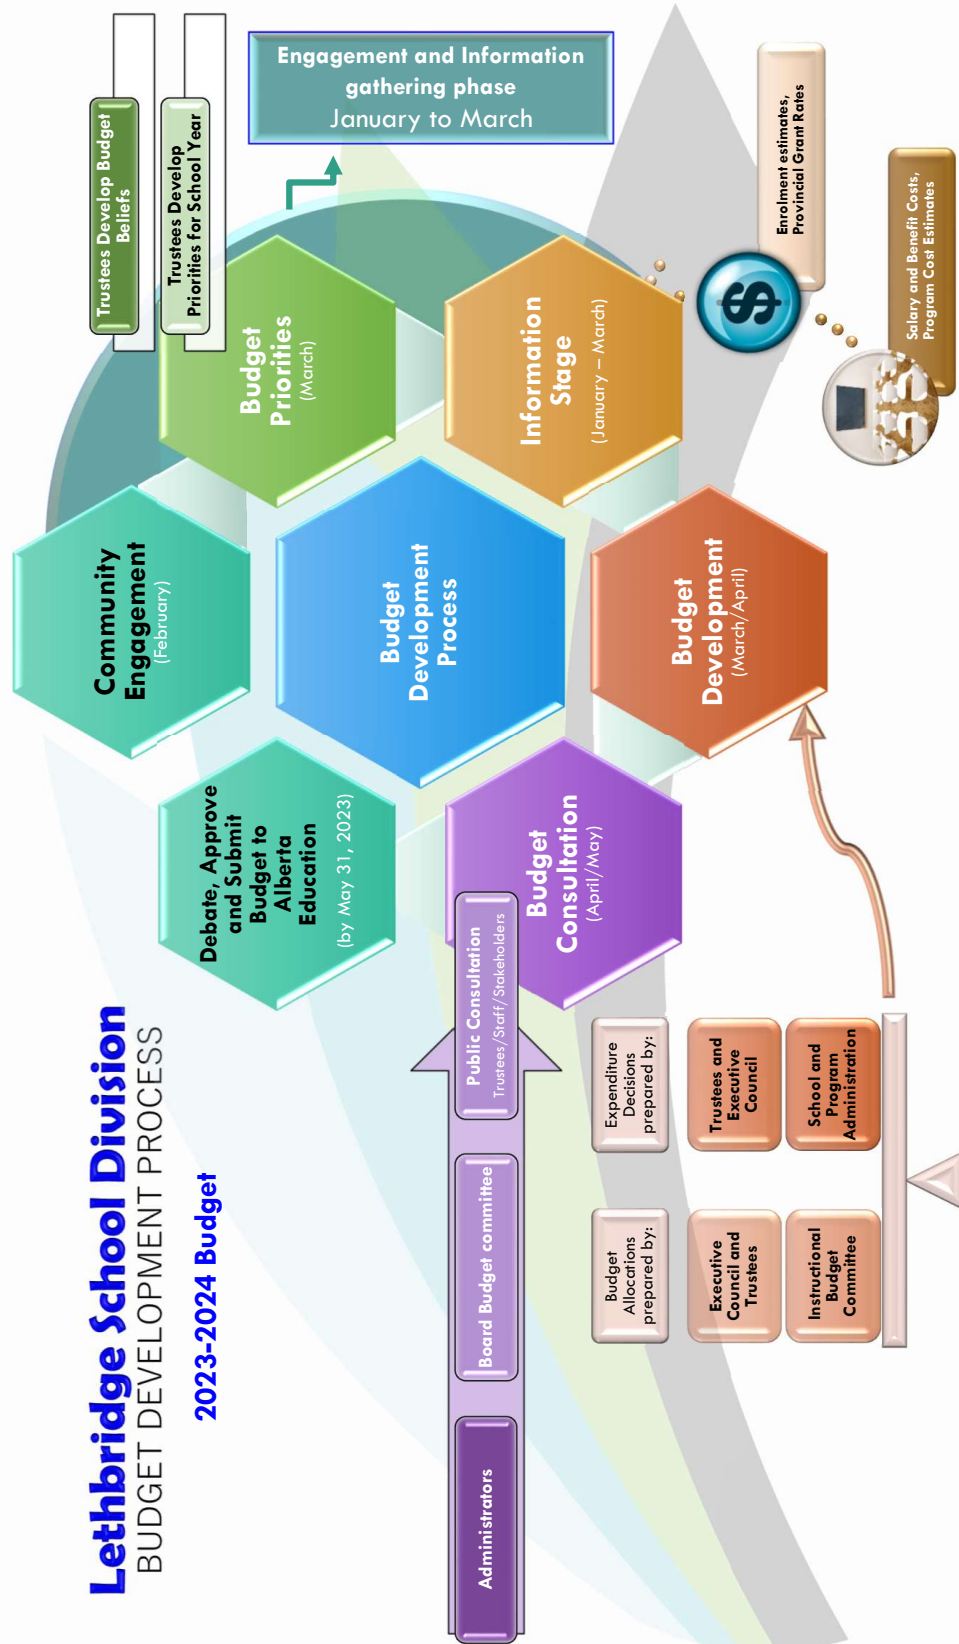 Lethbridge School Division
BUDGET DEVELOPMENT PROCESS
2023-2024 Budget
Engagement and Information
gathering phase
January to March
Trustees Develop Budget
Beliefs
Trustees Develop
Priorities for School Year
Community
Engagement
(February)
Budget
Priorities
(March)
Information
Stage
(January – March)
Enrolment estimates,
Provincial Grant Rates
$
Salary and Benefit Costs,
Program Cost Estimates
Budget
Development
Process
Budget
Development
(March/April)
Debate, Approve
and Submit
Budget to
Alberta
Education
(by May 31, 2023)
Budget
Consultation
(April/May)
Administrators
Board Budget committee
Public Consultation
Trustees/Staff/Stakeholders
Budget
Allocations
prepared by:
Expenditure
Decisions
prepared by:
Executive
Council and
Trustees
Trustees and
Executive
Council
Instructional
Budget
Committee
School and
Program
Administration